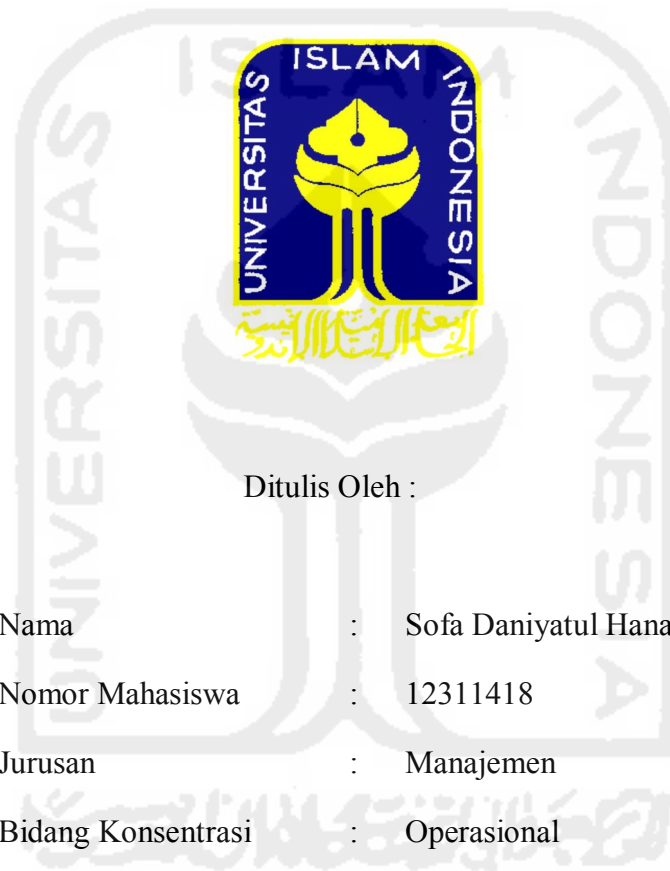 UNIVERSITAS ISLAM INDONESIA
Ditulis Oleh :
Nama : Sofa Daniyatul Hana
Nomor Mahasiswa : 12311418
Jurusan : Manajemen
Bidang Konsentrasi : Operasional